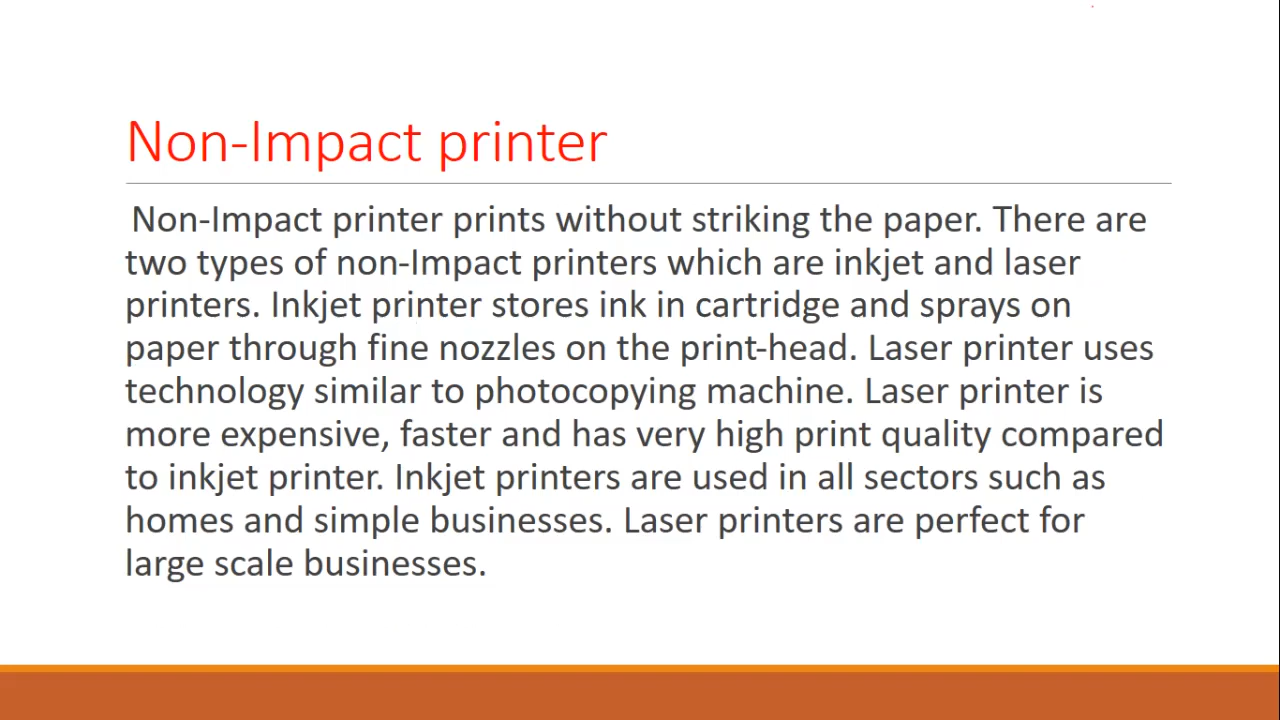 Non-Impact printer
Non-Impact printer prints without striking the paper. There are
two types of non-Impact printers which are inkjet and laser
printers. Inkjet printer stores ink in cartridge and sprays on
paper through fine nozzles on the print-head. Laser printer uses
technology similar to photocopying machine. Laser printer is
more expensive, faster and has very high print quality compared
to inkjet printer. Inkjet printers are used in all sectors such as
homes and simple businesses. Laser printers are perfect for
large scale businesses.